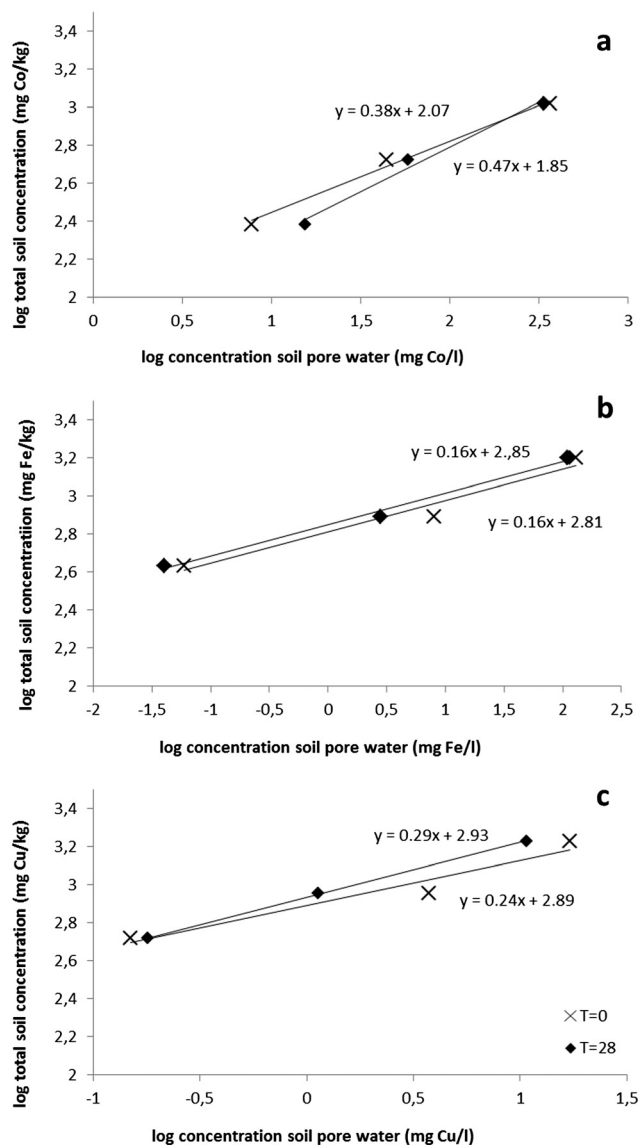 a
log total soil concentration (mg Co/kg)
3,4
3,2
3
2,8
2,6
2,4
2,2
2
y = 0.38x + 2.07
y = 0.47x + 1.85
0 0,5 1 1,5 2 2,5 3
log concentration soil pore water (mg Co/l)
b
log total soil concentratiion (mg Fe/kg)
3,4
3,2
3
2,8
2,6
2,4
2,2
2
y = 0.16x + 2.,85
y = 0.16x + 2.81
-2 -1,5 -1 -0,5 0 0,5 1 1,5 2 2,5
log concentration soil pore water (mg Fe/l)
c
log total soil concentration (mg Cu/kg)
3,4
3,2
3
2,8
2,6
2,4
2,2
2
y = 0.29x + 2.93
y = 0.24x + 2.89
T=0
T=28
-1 -0,5 0 0,5 1 1,5
log concentration soil pore water (mg Cu/l)